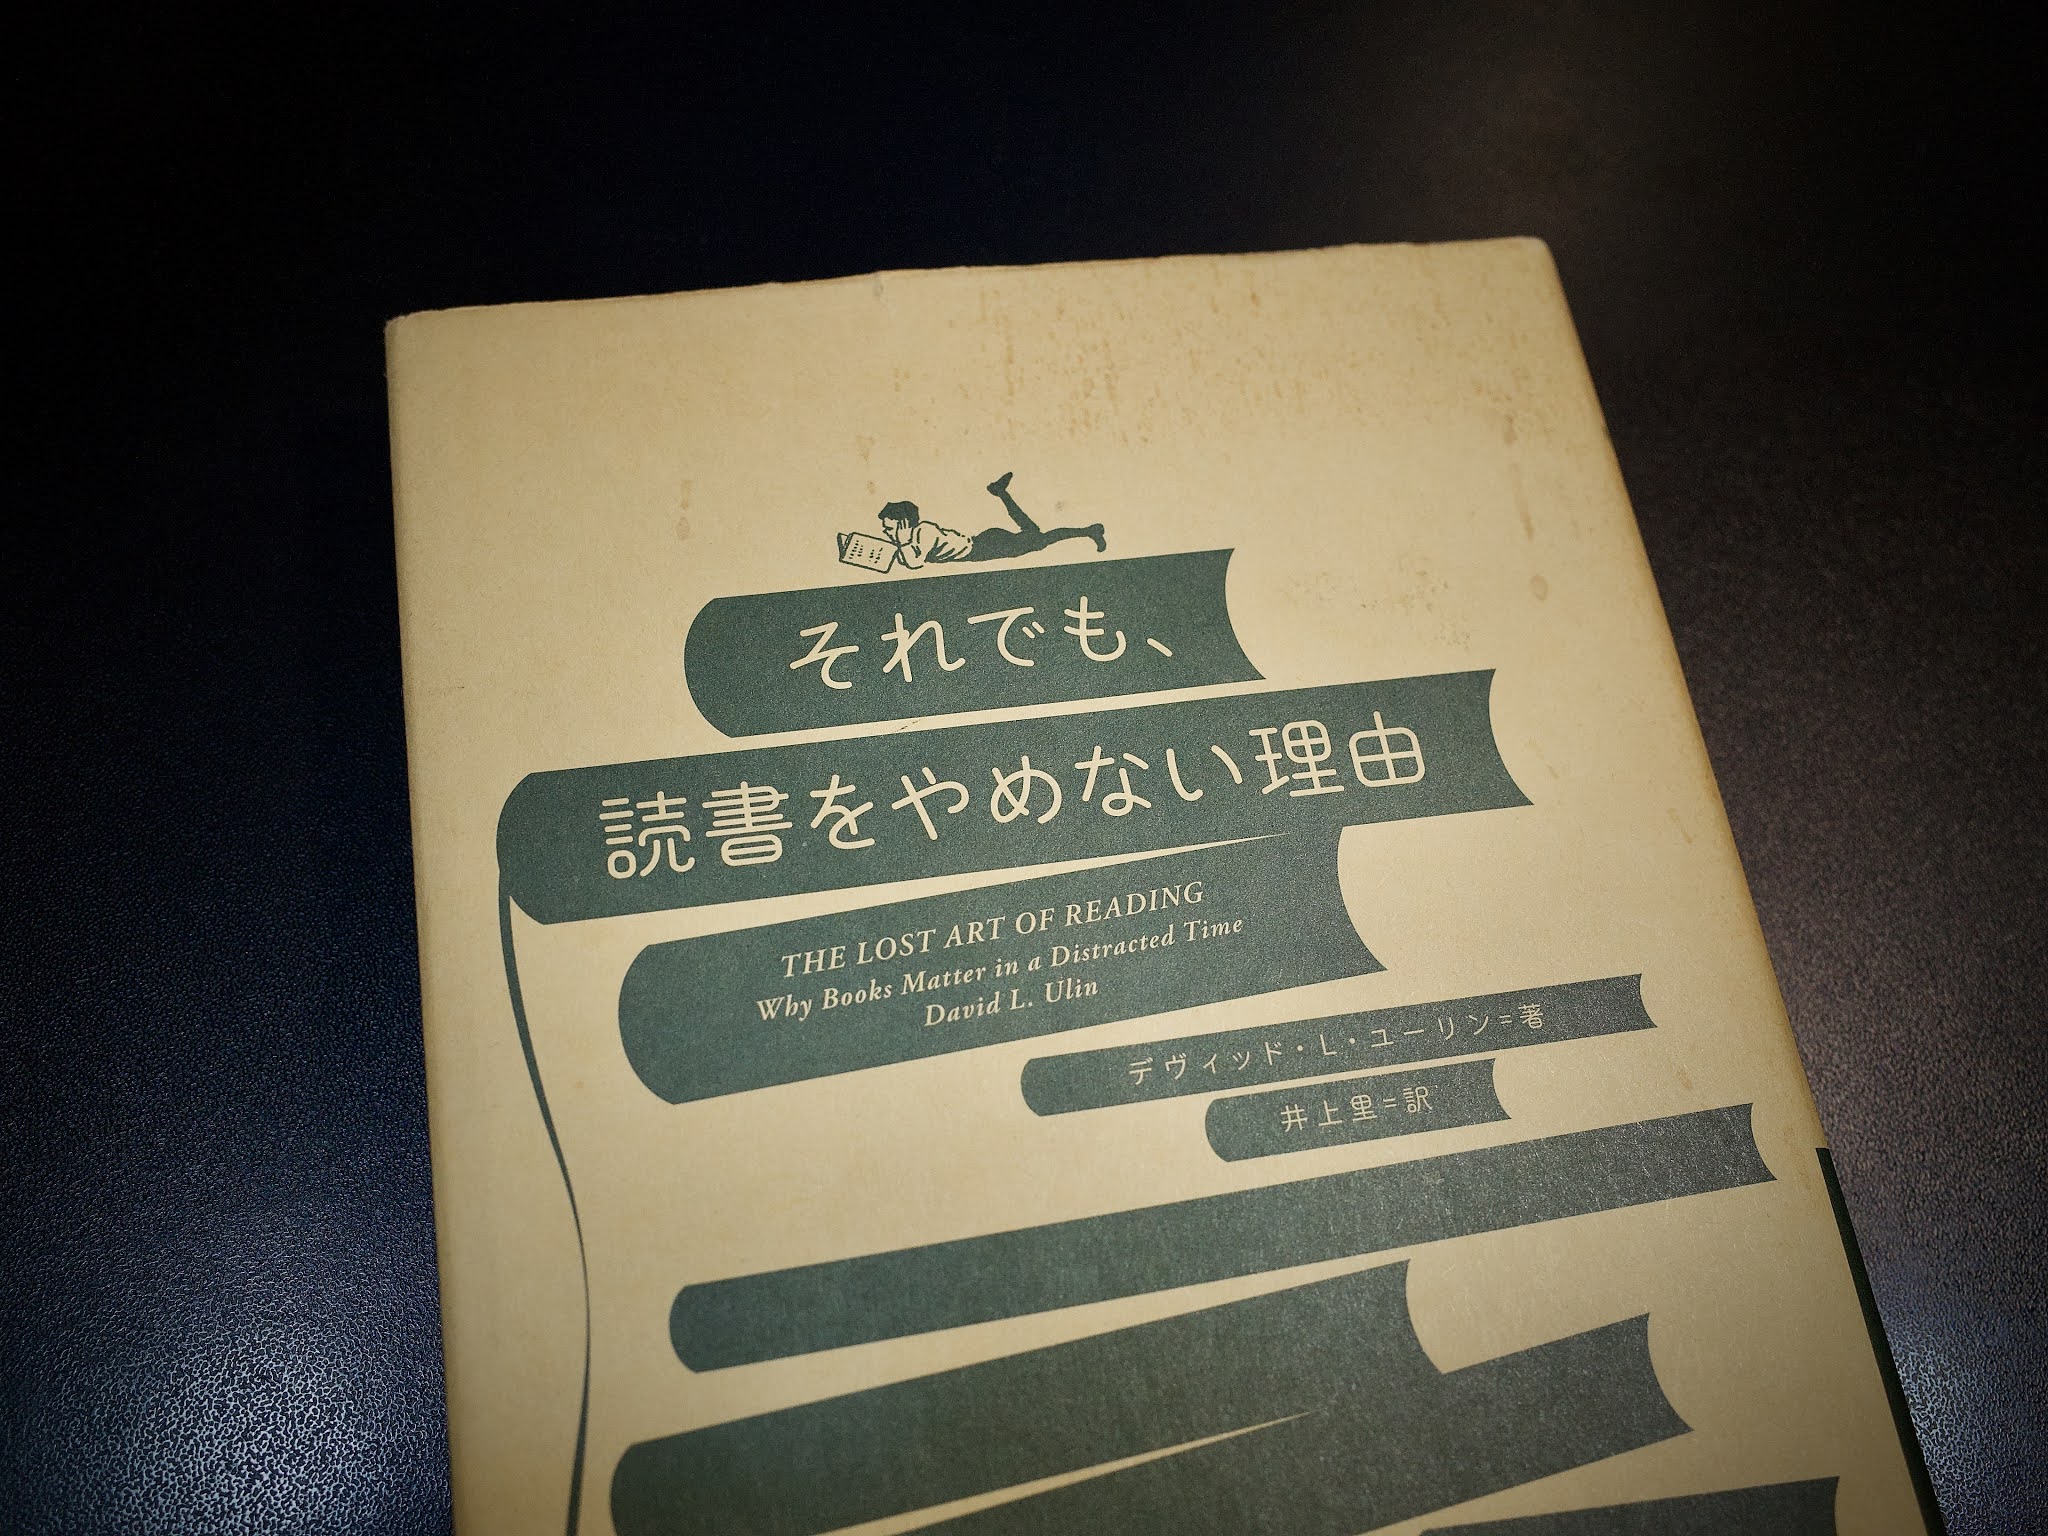 それでも、
読書をやめない理由
THE LOST ART OF READING
Why Books Matter in a Distracted Time
David L. Ulin
デヴィッド・L・ユーリン=著
井上里=訳